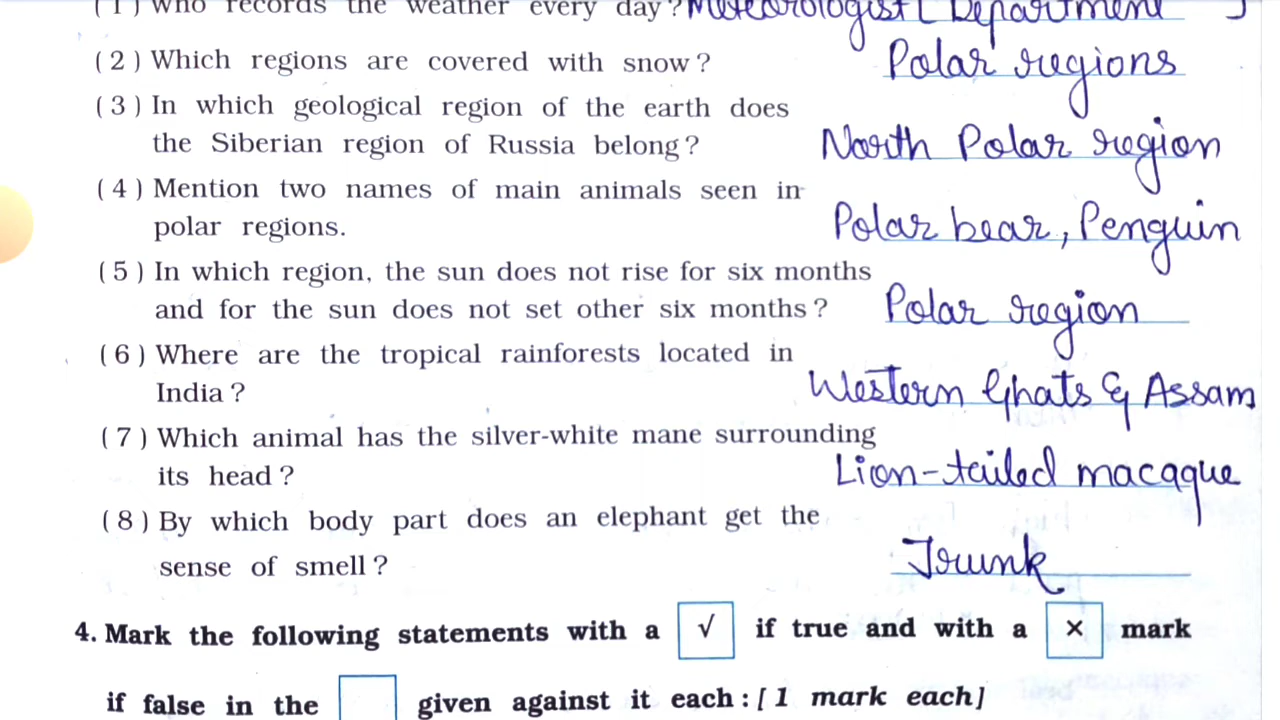 (1) Who records the weather every day? Meteorologist [Department]
(2) Which regions are covered with snow? Polar regions
(3) In which geological region of the earth does
the Siberian region of Russia belong? North Polar region
(4) Mention two names of main animals seen in
polar regions. Polar bear, Penguin
(5) In which region, the sun does not rise for six months
and for the sun does not set other six months? Polar region
(6) Where are the tropical rainforests located in
India? Western Ghats & Assam
(7) Which animal has the silver-white mane surrounding
its head? Lion-tailed macaque
(8) By which body part does an elephant get the
sense of smell? Trunk
4. Mark the following statements with a √ if true and with a × mark
if false in the given against it each: [1 mark each]